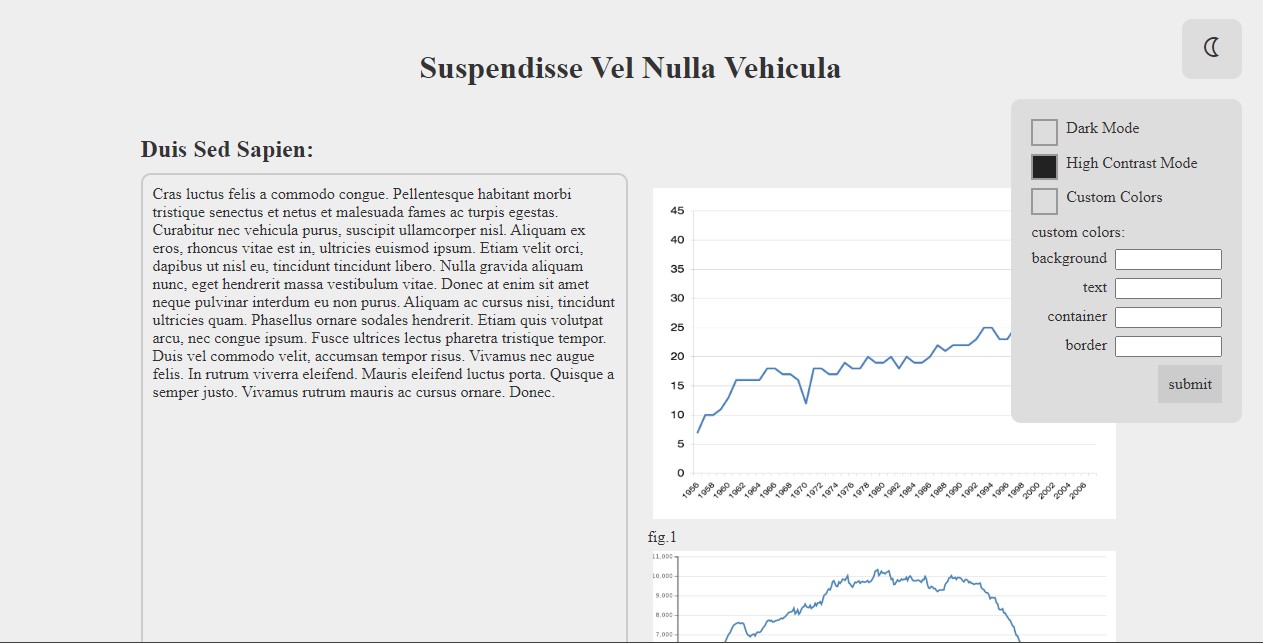 Suspendisse Vel Nulla Vehicula
Duis Sed Sapien:
Cras luctus felis a commodo congue. Pellentesque habitant morbi
tristique senectus et netus et malesuada fames ac turpis egestas.
Curabitur nec vehicula purus, suscipit ullamcorper nisl. Aliquam ex
eros, rhoncus vitae est in, ultricies euismod ipsum. Etiam velit orci,
dapibus ut nisl eu, tincidunt tincidunt libero. Nulla gravida aliquam
nunc, eget hendrerit massa vestibulum vitae. Donec at enim sit amet
neque pulvinar interdum eu non purus. Aliquam ac cursus nisi, tincidunt
ultricies quam. Phasellus ornare sodales hendrerit. Etiam quis volutpat
arcu, nec congue ipsum. Fusce ultrices lectus pharetra tristique tempor.
Duis vel commodo velit, accumsan tempor risus. Vivamus nec augue
felis. In rutrum viverra eleifend. Mauris eleifend luctus porta. Quisque a
semper justo. Vivamus rutrum mauris ac cursus ornare. Donec.
45
40
35
30
25
20
15
10
5
0
1956 1958 1960 1962 1964 1966 1968 1970 1972 1974 1976 1978 1980 1982 1984 1986 1988 1990 1992 1994 1996 1998 2000 2002 2004 2006
fig.1
11,000
10,000
9,000
8,000
7,000
Dark Mode
High Contrast Mode
Custom Colors
custom colors:
background
text
container
border
submit